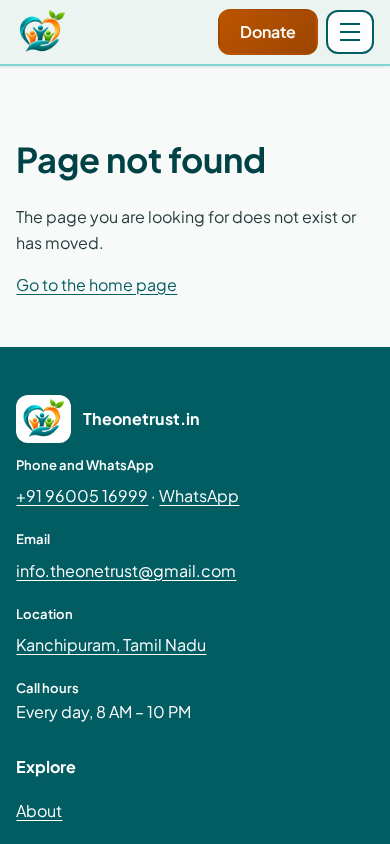 Donate
Page not found
The page you are looking for does not exist or
has moved.
Go to the home page
Theonetrust.in
Phone and WhatsApp
+91 96005 16999 · WhatsApp
Email
info.theonetrust@gmail.com
Location
Kanchipuram, Tamil Nadu
Call hours
Every day, 8 AM – 10 PM
Explore
About